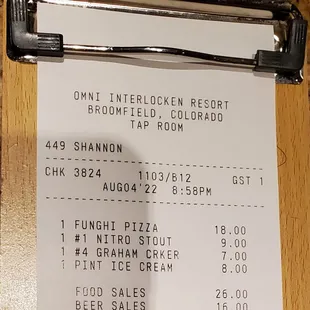 OMNI INTERLOCKEN RESORT
BROOMFIELD, COLORADO
TAP ROOM
449 SHANNON
CHK 3824 1103/B12 GST 1
AUG04'22 8:58PM
1 FUNGHI PIZZA 18.00
1 #1 NITRO STOUT 9.00
1 #4 GRAHAM CRKER 7.00
1 PINT ICE CREAM 8.00
FOOD SALES 26.00
BEER SALES 16.00